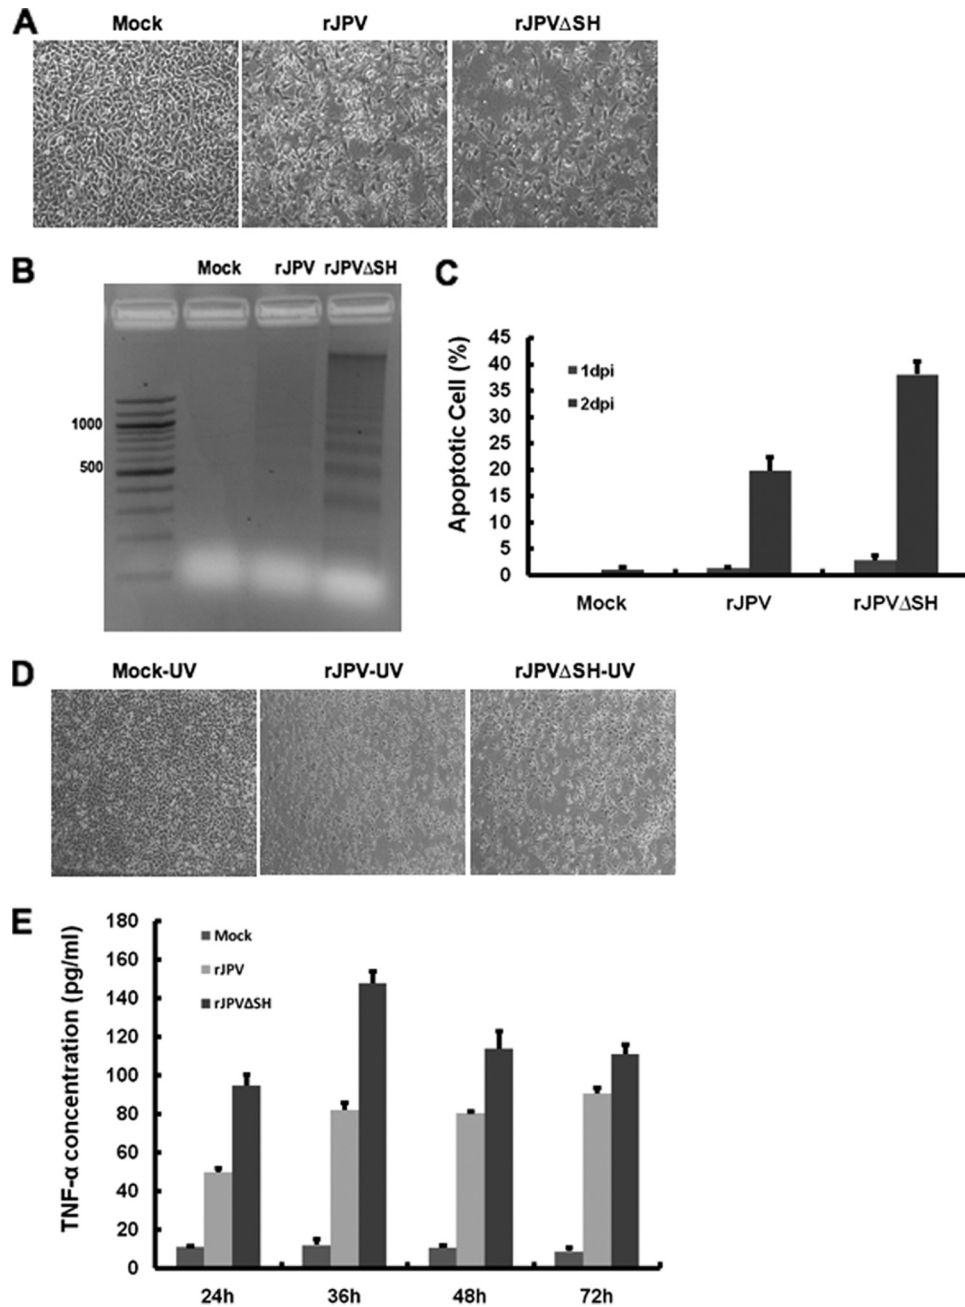 A
Mock rJPV rJPVΔSH
B
Mock rJPV rJPVΔSH
1000
500
C
Apoptotic Cell (%)
45
40
35
30
25
20
15
10
5
0
1dpi
2dpi
Mock rJPV rJPVΔSH
D
Mock-UV rJPV-UV rJPVΔSH-UV
E
TNF-α concentration (pg/ml)
180
160
140
120
100
80
60
40
20
0
Mock
rJPV
rJPVΔSH
24h 36h 48h 72h